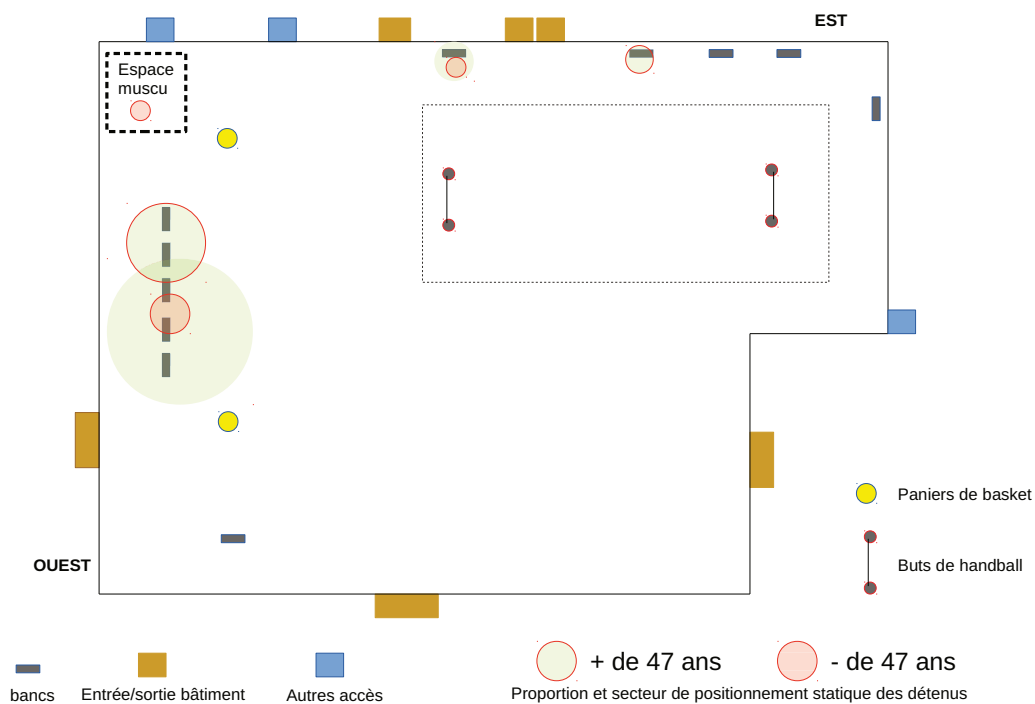 EST
Espace
muscu
Paniers de basket
OUEST
Buts de handball
+ de 47 ans
- de 47 ans
bancs
Entrée/sortie bâtiment
Autres accès
Proportion et secteur de positionnement statique des détenus